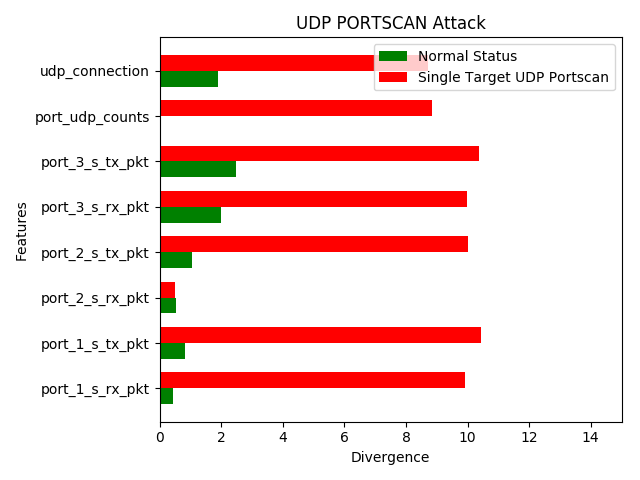 UDP PORTSCAN Attack
Normal Status
Single Target UDP Portscan
udp_connection
port_udp_counts
port_3_s_tx_pkt
port_3_s_rx_pkt
port_2_s_tx_pkt
port_2_s_rx_pkt
port_1_s_tx_pkt
port_1_s_rx_pkt
Features
0 2 4 6 8 10 12 14
Divergence